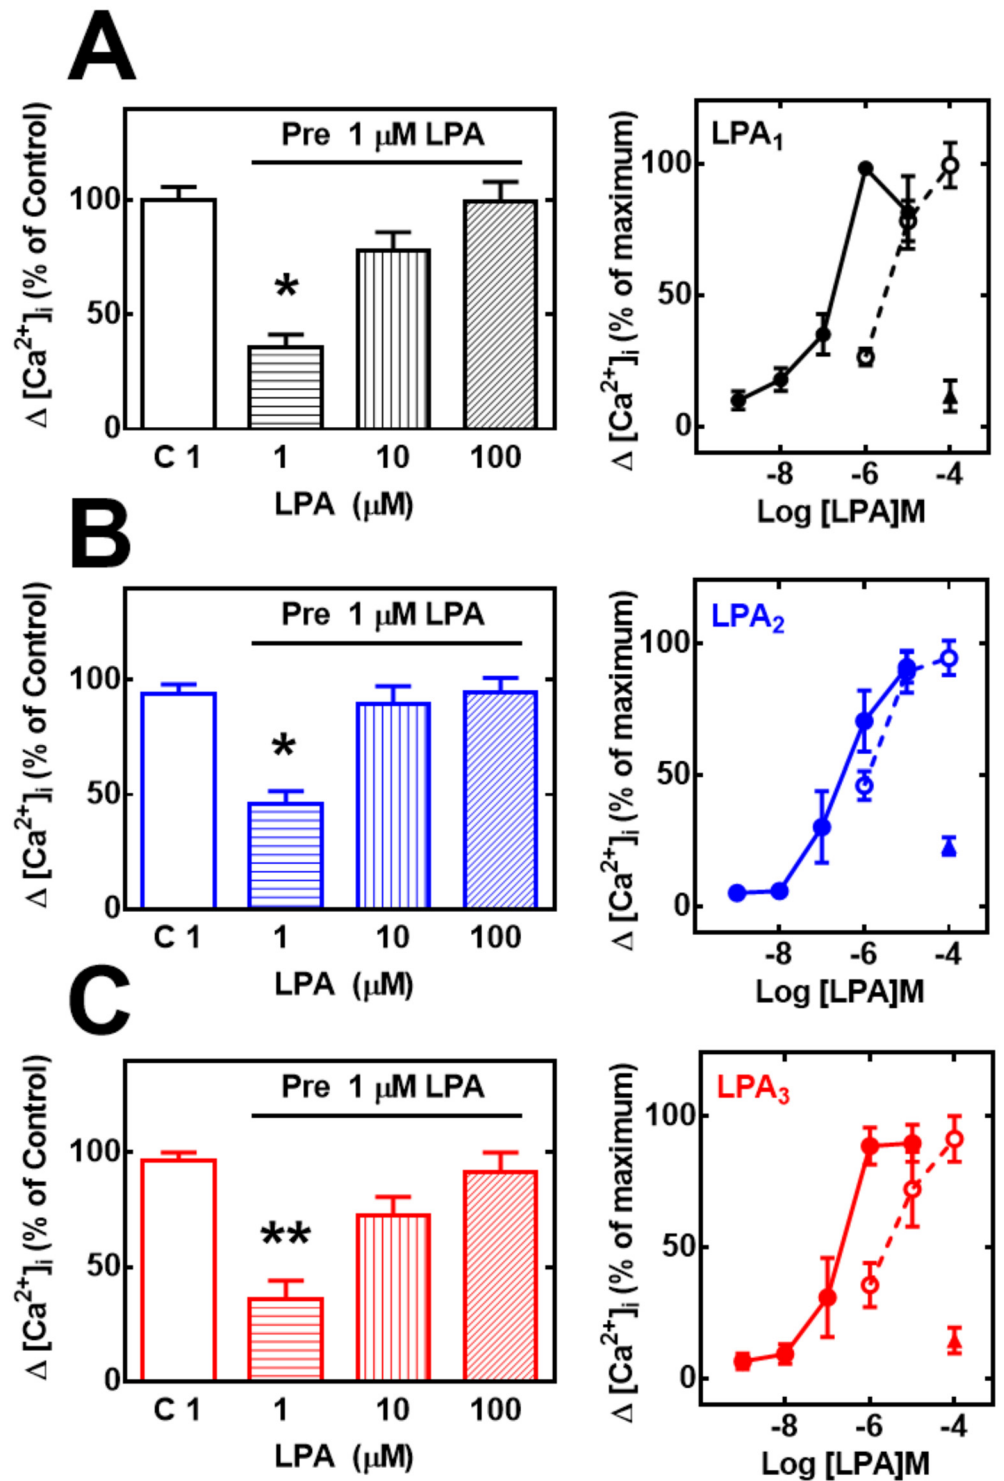 A
Δ [Ca²⁺]ᵢ (% of Control)
100
50
0
Pre 1 μM LPA
*
C 1 1 10 100
LPA (μM)
Δ [Ca²⁺]ᵢ (% of maximum)
100
50
0
LPA₁
-8 -6 -4
Log [LPA]M
B
Δ [Ca²⁺]ᵢ (% of Control)
100
50
0
Pre 1 μM LPA
*
C 1 1 10 100
LPA (μM)
Δ [Ca²⁺]ᵢ (% of maximum)
100
50
0
LPA₂
-8 -6 -4
Log [LPA]M
C
Δ [Ca²⁺]ᵢ (% of Control)
100
50
0
Pre 1 μM LPA
**
C 1 1 10 100
LPA (μM)
Δ [Ca²⁺]ᵢ (% of maximum)
100
50
0
LPA₃
-8 -6 -4
Log [LPA]M